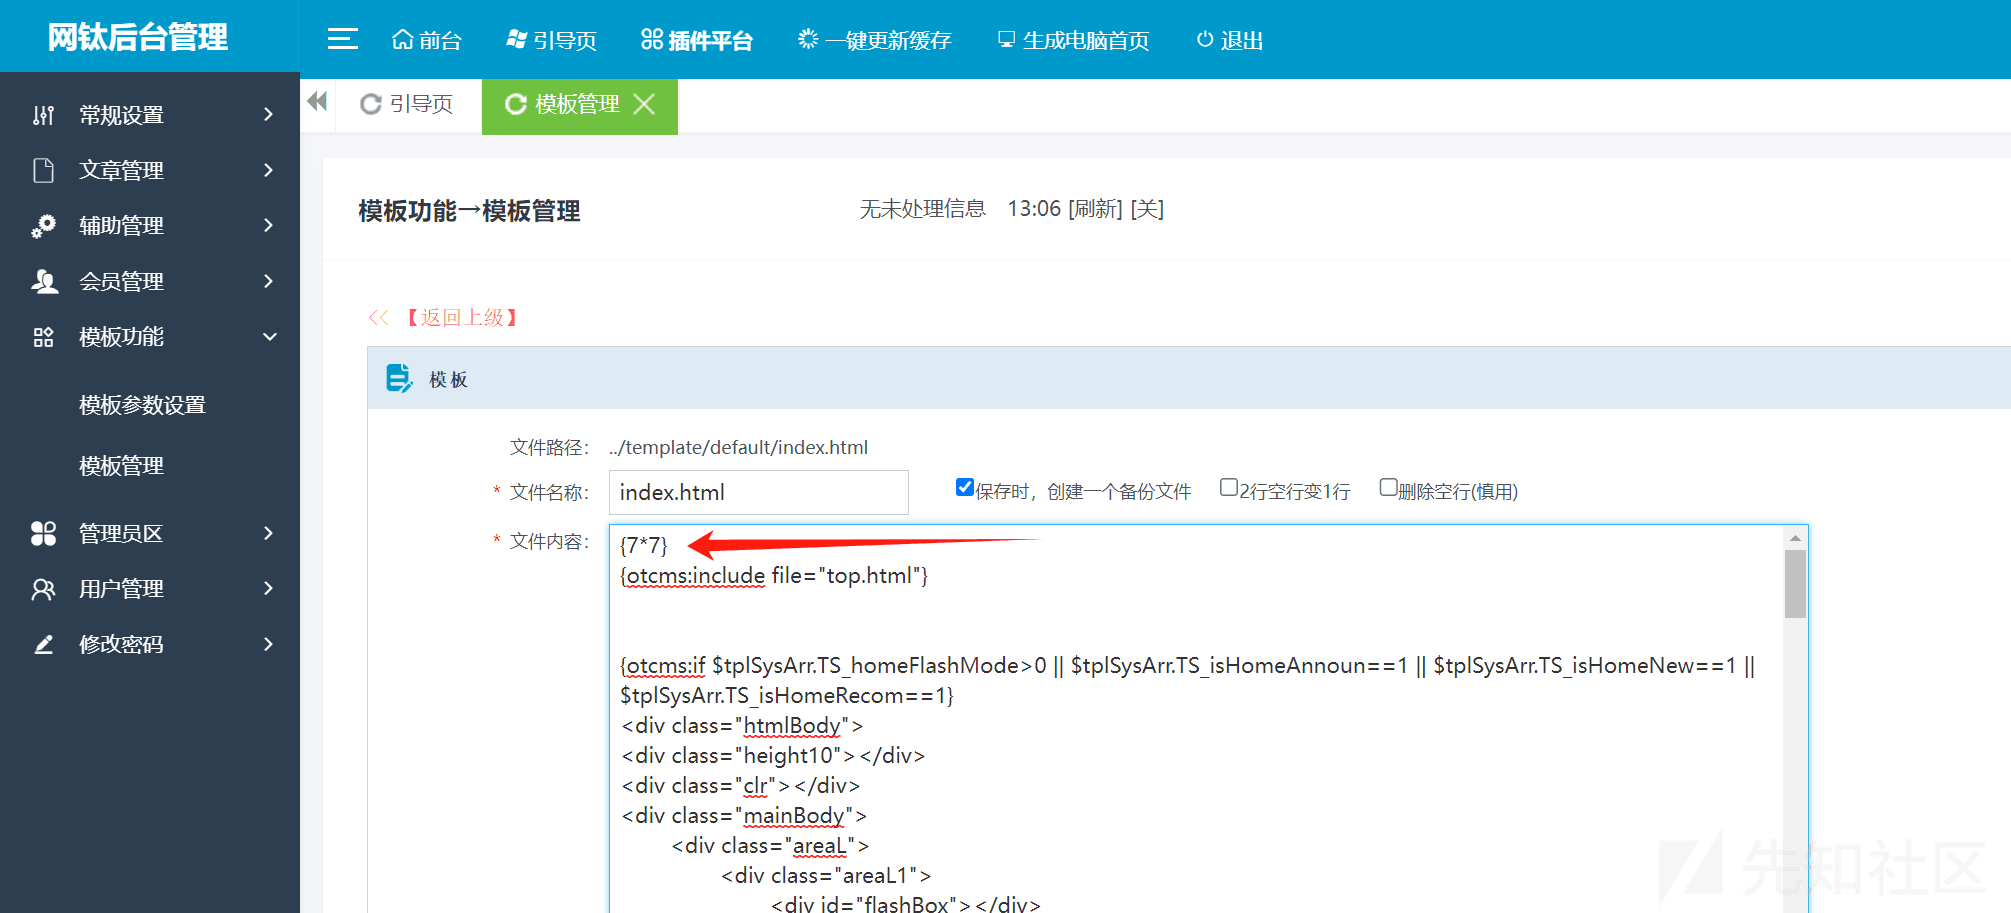 网钛后台管理
前台 引导页 插件平台 一键更新缓存 生成电脑首页 退出
引导页 模板管理
常规设置
文章管理
辅助管理
会员管理
模板功能
模板参数设置
模板管理
管理员区
用户管理
修改密码
模板功能→模板管理 无未处理信息 13:06 [刷新] [关]
<< 【返回上级】
模板
文件路径： ../template/default/index.html
* 文件名称： index.html 保存时，创建一个备份文件 2行空行变1行 删除空行(慎用)
* 文件内容： {7*7}
{otcms:include file="top.html"}
{otcms:if $tplSysArr.TS_homeFlashMode>0 || $tplSysArr.TS_isHomeAnnoun==1 || $tplSysArr.TS_isHomeNew==1 ||
$tplSysArr.TS_isHomeRecom==1}
<div class="htmlBody">
<div class="height10"></div>
<div class="clr"></div>
<div class="mainBody">
<div class="areaL">
<div class="areaL1">
<div id="flashBox"></div>
先知社区